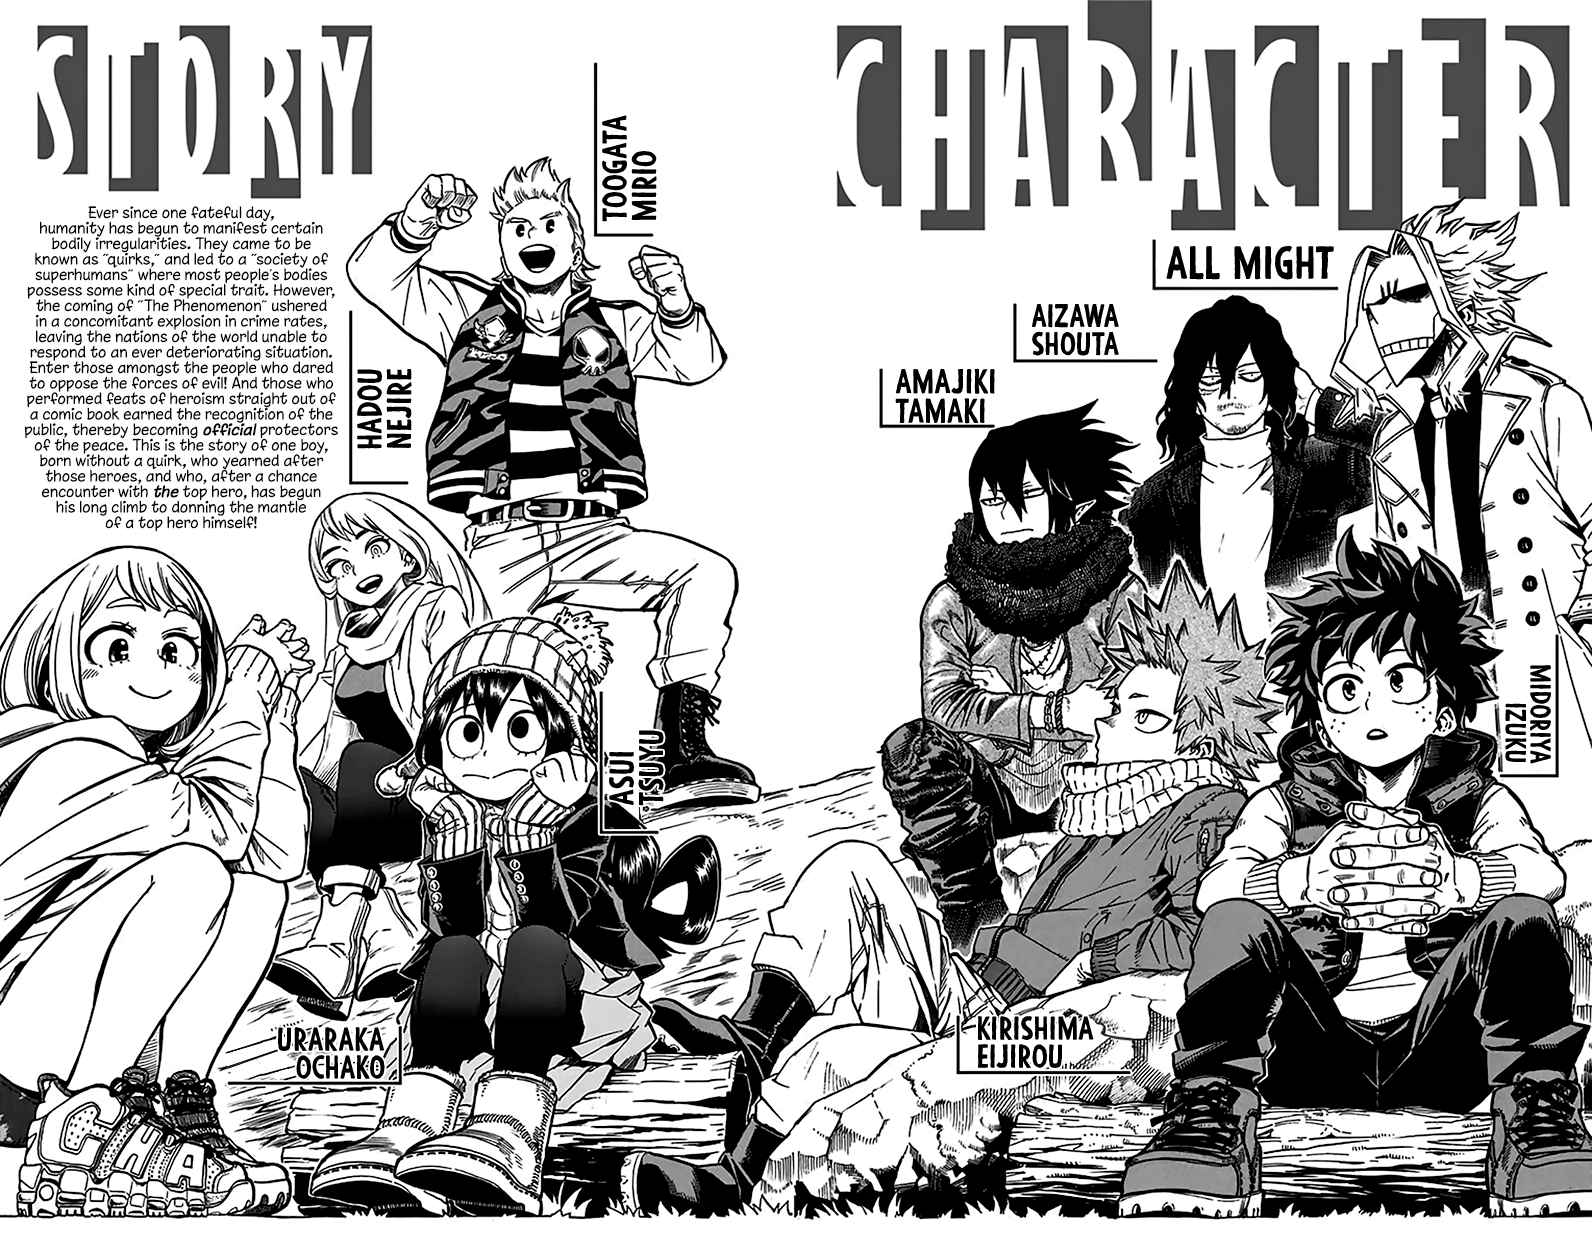 STORY
Ever since one fateful day,
humanity has begun to manifest certain
bodily irregularities. They came to be
known as "quirks," and led to a "society of
superhumans" where most people's bodies
possess some kind of special trait. However,
the coming of "The Phenomenon" ushered
in a concomitant explosion in crime rates,
leaving the nations of the world unable to
respond to an ever deteriorating situation.
Enter those amongst the people who dared
to oppose the forces of evil! And those who
performed feats of heroism straight out of
a comic book earned the recognition of the
public, thereby becoming official protectors
of the peace. This is the story of one boy,
born without a quirk, who yearned after
those heroes, and who, after a chance
encounter with the top hero, has begun
his long climb to donning the mantle
of a top hero himself!
TOOGATA
MIRIO
HADOU
NEJIRE
ASUI
TSUYU
URARAKA
OCHAKO
CHARACTER
ALL MIGHT
AIZAWA
SHOUTA
AMAJIKI
TAMAKI
MIDORIYA
IZUKU
KIRISHIMA
EIJIROU